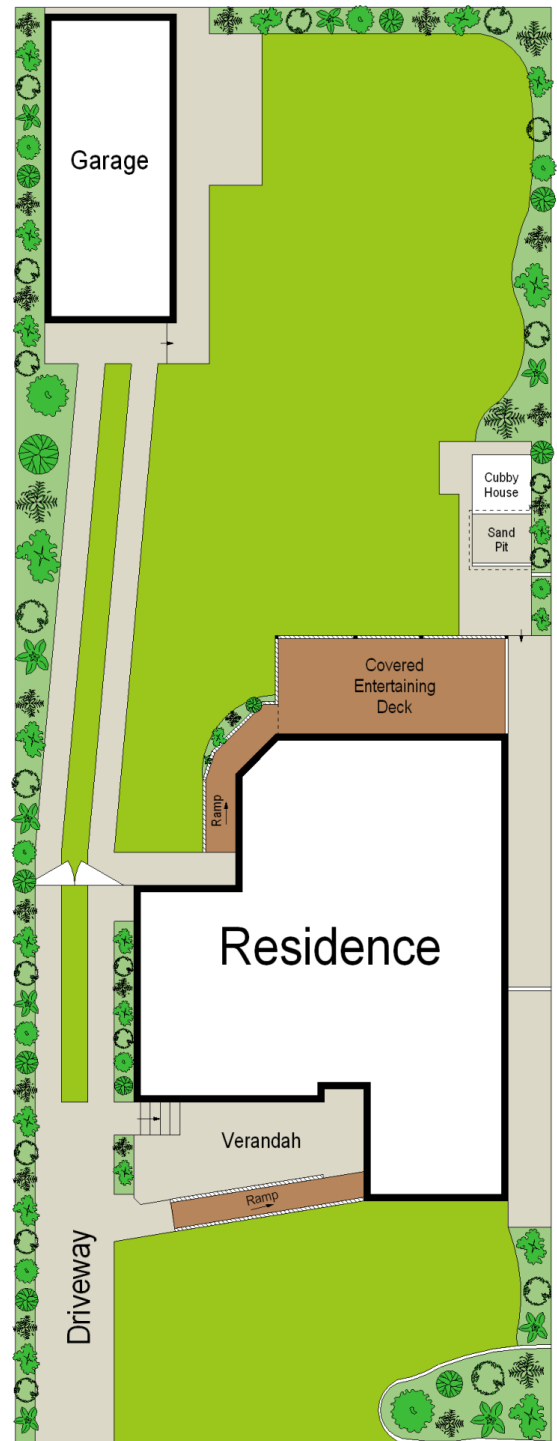 Garage
Cubby
House
Sand
Pit
Covered
Entertaining
Deck
Ramp
Residence
Verandah
Ramp
Driveway